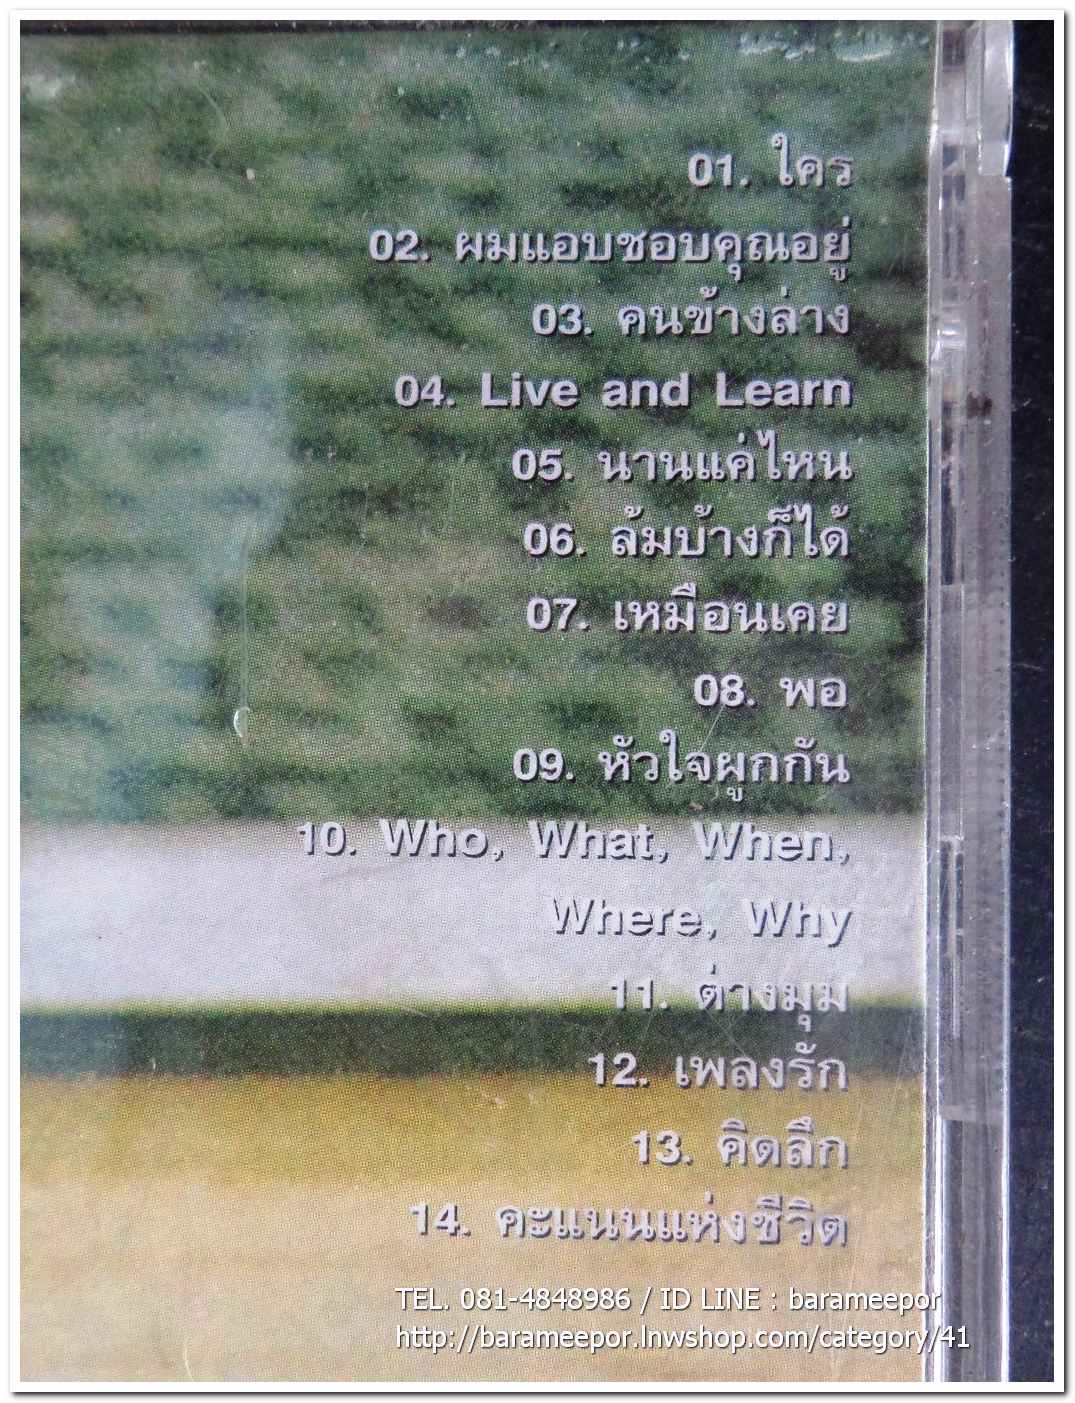 01. ใคร
02. ผมแอบชอบคุณอยู่
03. คนข้างล่าง
04. Live and Learn
05. นานแค่ไหน
06. ล้มบ้างก็ได้
07. เหมือนเคย
08. พอ
09. หัวใจผูกกัน
10. Who, What, When,
Where, Why
11. ต่างมุม
12. เพลงรัก
13. คิดลึก
14. คะแนนแห่งชีวิต
TEL. 081-4848986 / ID LINE : barameepor
http://barameepor.lnwshop.com/category/41